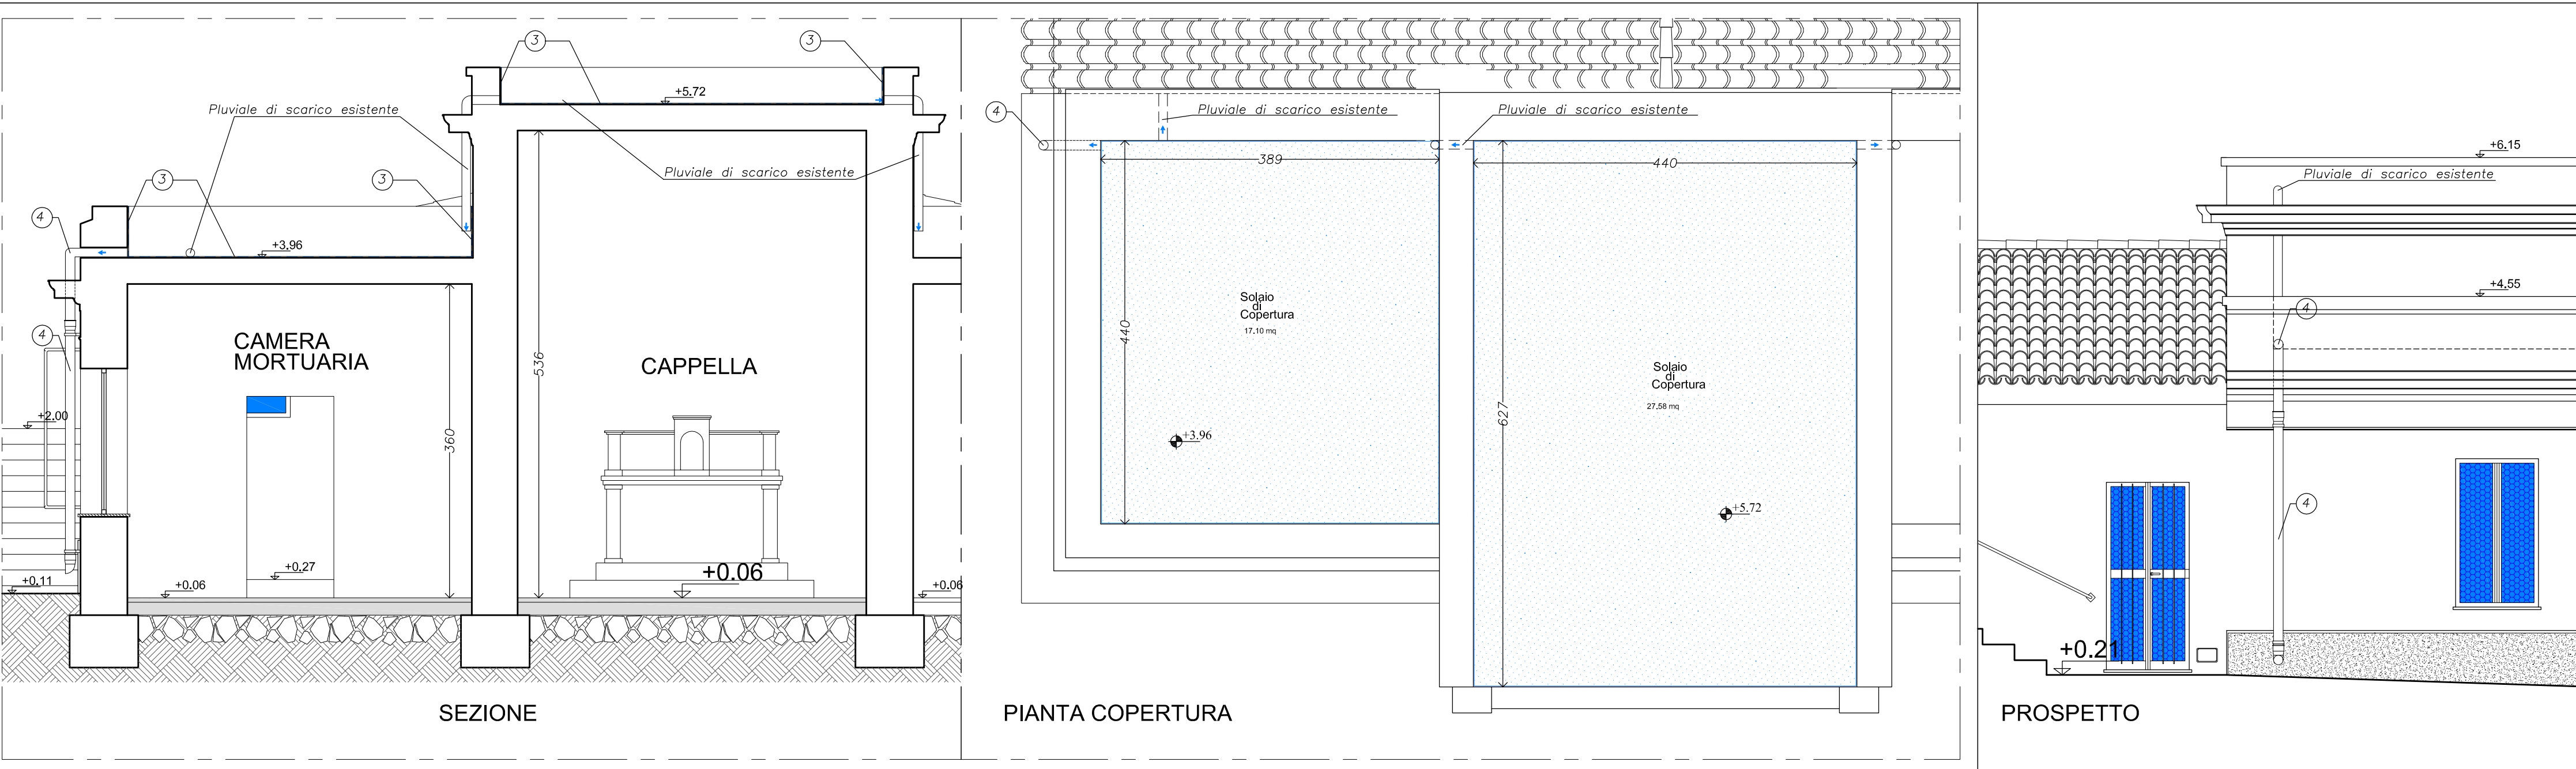 3
3
+5.72
Pluviale di scarico esistente
Pluviale di scarico esistente
3
3
4
+3.96
4
CAMERA
MORTUARIA
536
CAPPELLA
+2.00
360
+0.27
+0.06
+0.11
+0.06
+0.06
SEZIONE
4
Pluviale di scarico esistente
Pluviale di scarico esistente
389
440
Solaio
di
Copertura
17,10 mq
440
Solaio
di
Copertura
27,58 mq
627
+3.96
+5.72
PIANTA COPERTURA
+6.15
Pluviale di scarico esistente
+4.55
4
4
+0.21
PROSPETTO